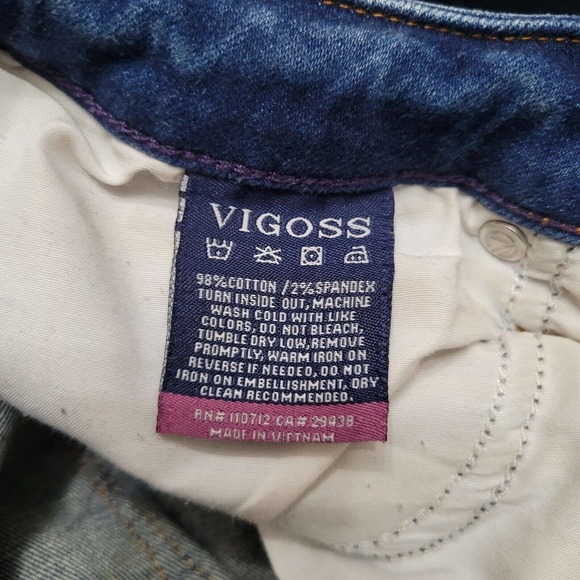 VIGOSS
98%COTTON /2%SPANDEX
TURN INSIDE OUT, MACHINE
WASH COLD WITH LIKE
COLORS, DO NOT BLEACH,
TUMBLE DRY LOW,REMOVE
PROMPTLY, WARM IRON ON
REVERSE IF NEEDED, DO NOT
IRON ON EMBELLISHMENT, DRY
CLEAN RECOMMENDED.
RN# 110712 CA# 29438
MADE IN VIETNAM